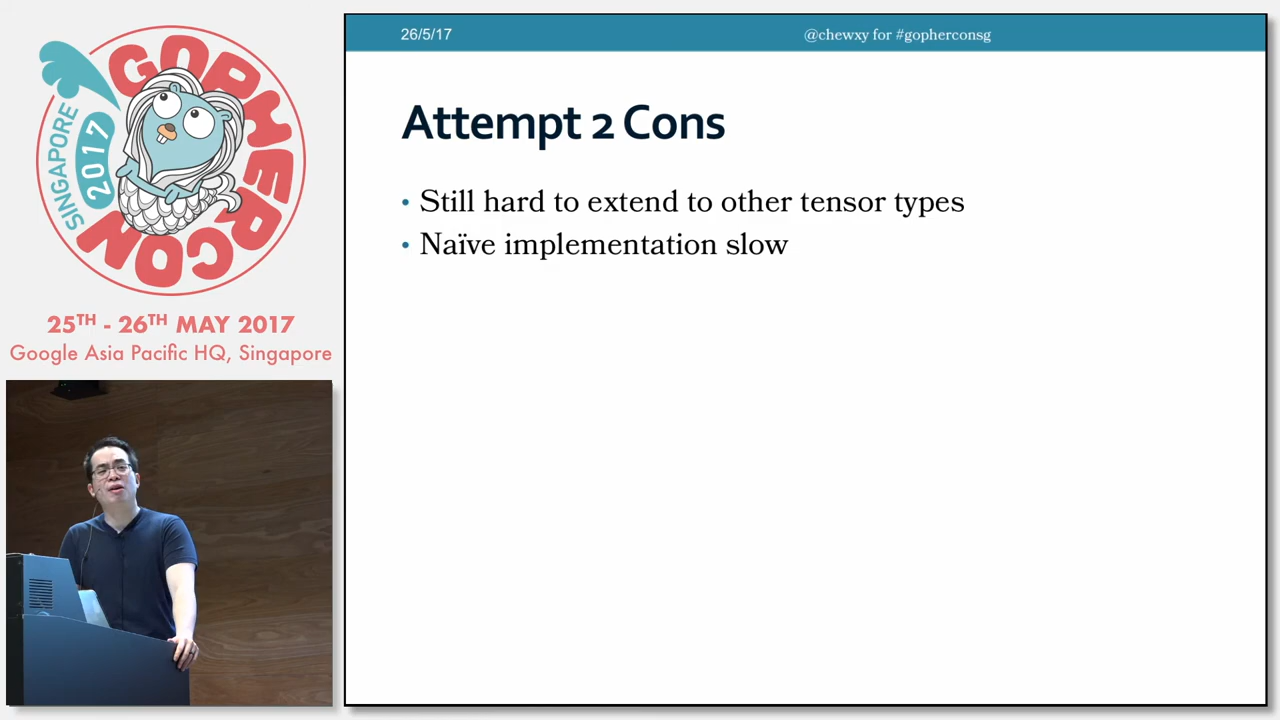 GOPHERCON
SINGAPORE
2017
25TH - 26TH MAY 2017
Google Asia Pacific HQ, Singapore
26/5/17
@chewxy for #gopherconsg
Attempt 2 Cons
• Still hard to extend to other tensor types
• Naïve implementation slow